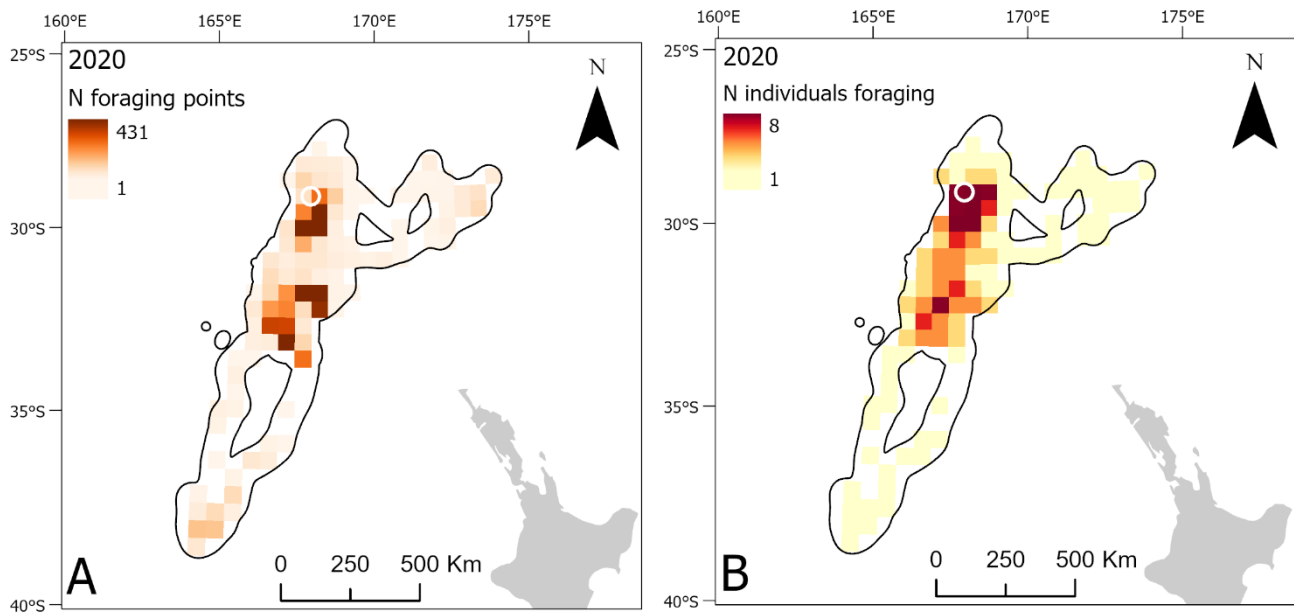 160°E 165°E 170°E 175°E
25°S
30°S
35°S
40°S
2020
N foraging points
431
1
N
0 250 500 Km
A
160°E 165°E 170°E 175°E
25°S
30°S
35°S
40°S
2020
N individuals foraging
8
1
N
0 250 500 Km
B